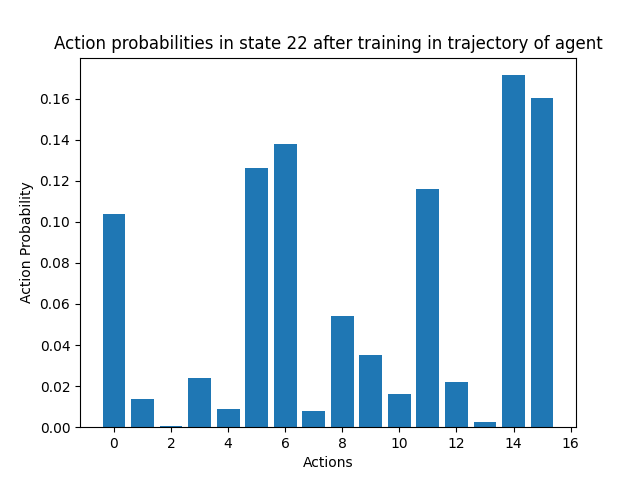 Action probabilities in state 22 after training in trajectory of agent
0.16
0.14
0.12
0.10
0.08
0.06
0.04
0.02
0.00
Action Probability
0 2 4 6 8 10 12 14 16
Actions